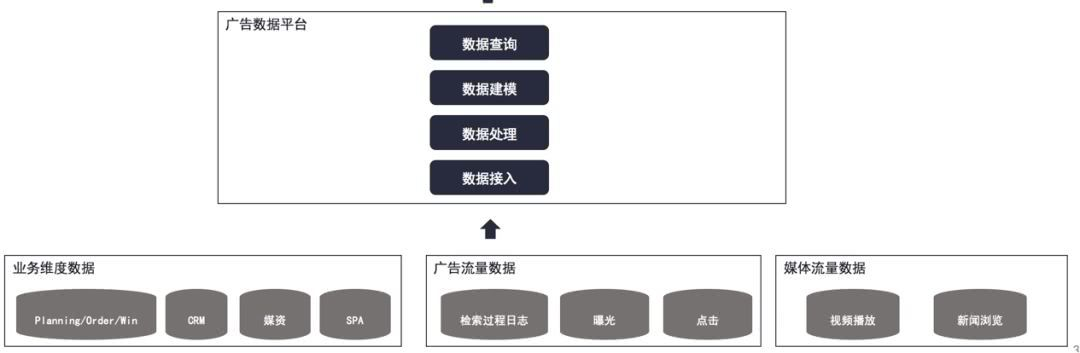 广告数据平台
数据查询
数据建模
数据处理
数据接入
业务维度数据
Planning/Order/Win
CRM
媒资
SPA
广告流量数据
检索过程日志
曝光
点击
媒体流量数据
视频播放
新闻浏览
3